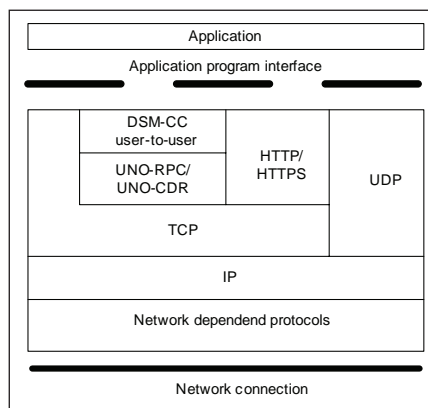 Application
Application program interface
DSM-CC
user-to-user
UNO-RPC/
UNO-CDR
HTTP/
HTTPS
UDP
TCP
IP
Network dependend protocols
Network connection